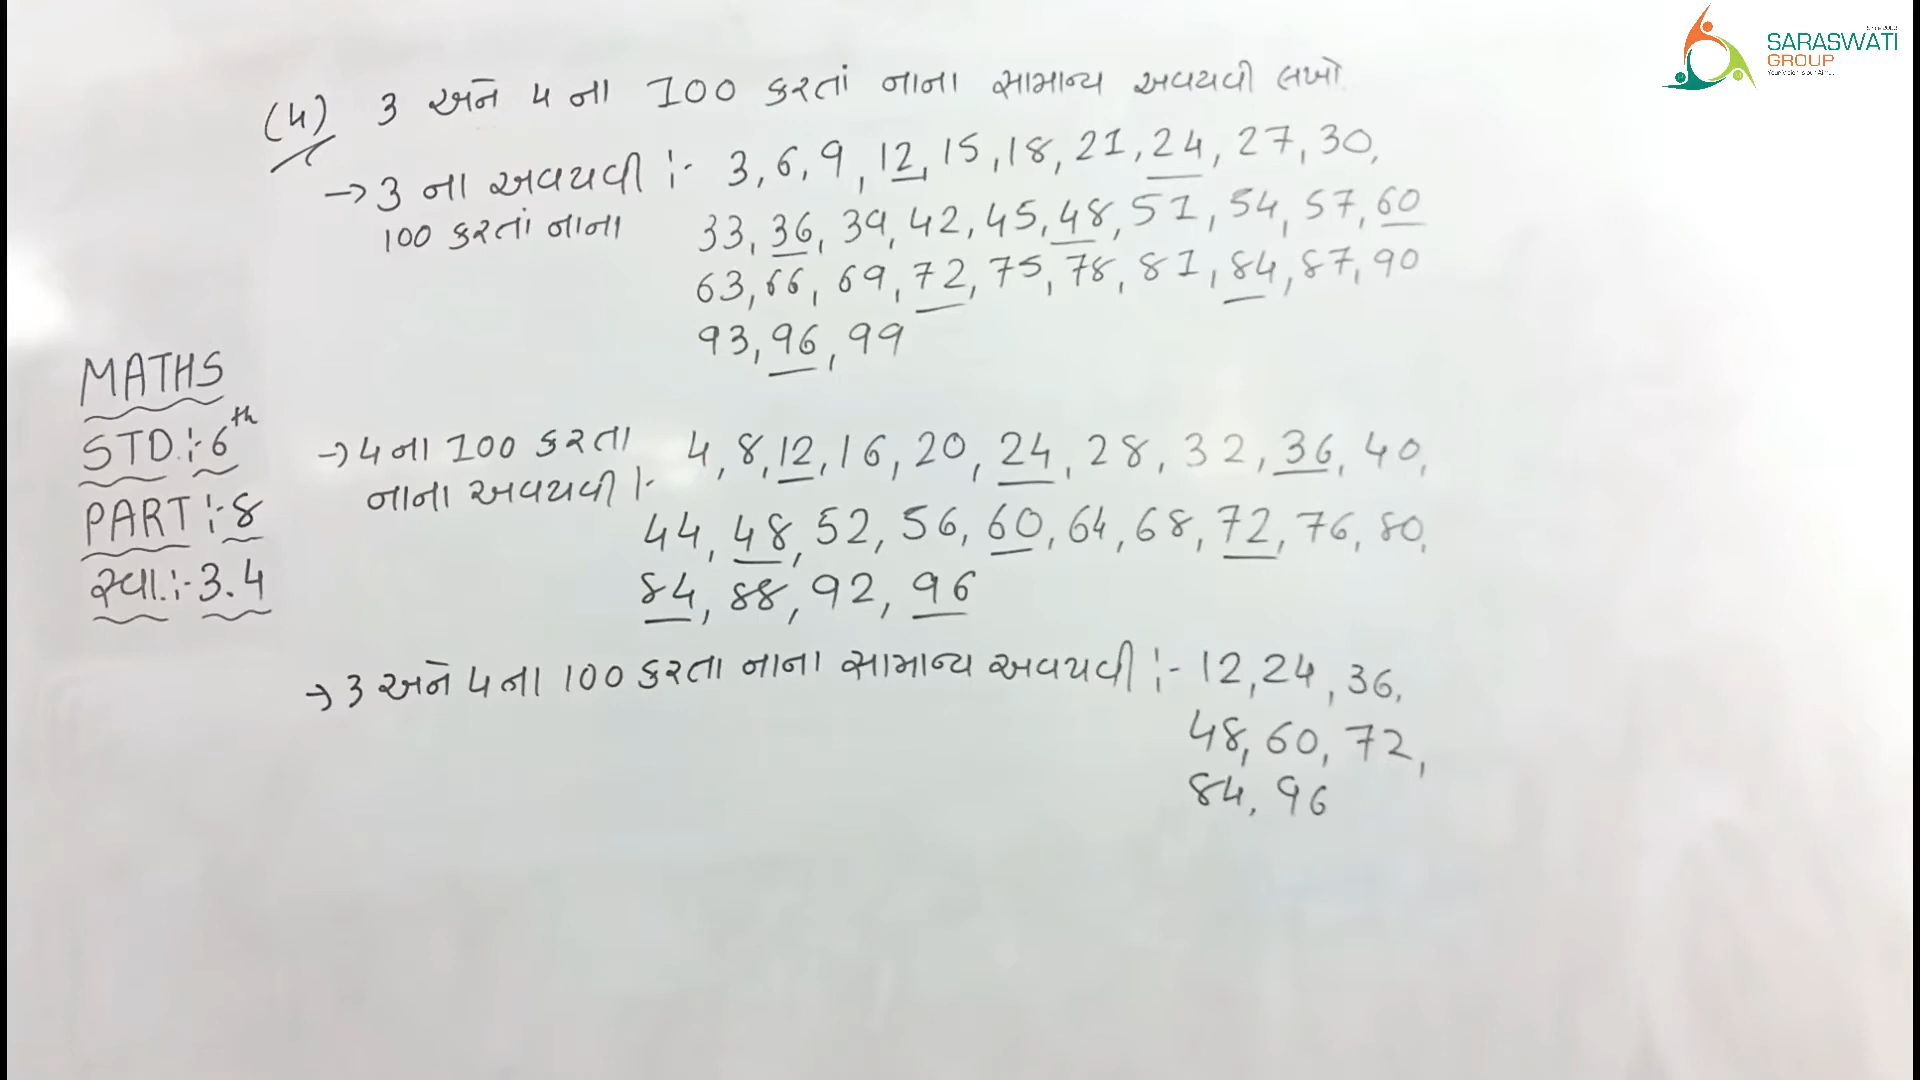 SARASWATI
GROUP
(4) 3 અને 4 ના 100 કરતાં નાના સામાન્ય અવયવી લખો.
→ 3 ના અવયવી :- 3, 6, 9, 12, 15, 18, 21, 24, 27, 30,
100 કરતાં નાના 33, 36, 39, 42, 45, 48, 51, 54, 57, 60
63, 66, 69, 72, 75, 78, 81, 84, 87, 90
93, 96, 99
MATHS
STD.:- 6th
PART :- 8
સ્વા.:- 3.4
→ 4 ના 100 કરતા 4, 8, 12, 16, 20, 24, 28, 32, 36, 40,
નાના અવયવી :-
44, 48, 52, 56, 60, 64, 68, 72, 76, 80,
84, 88, 92, 96
→ 3 અને 4 ના 100 કરતા નાના સામાન્ય અવયવી :- 12, 24, 36,
48, 60, 72,
84, 96